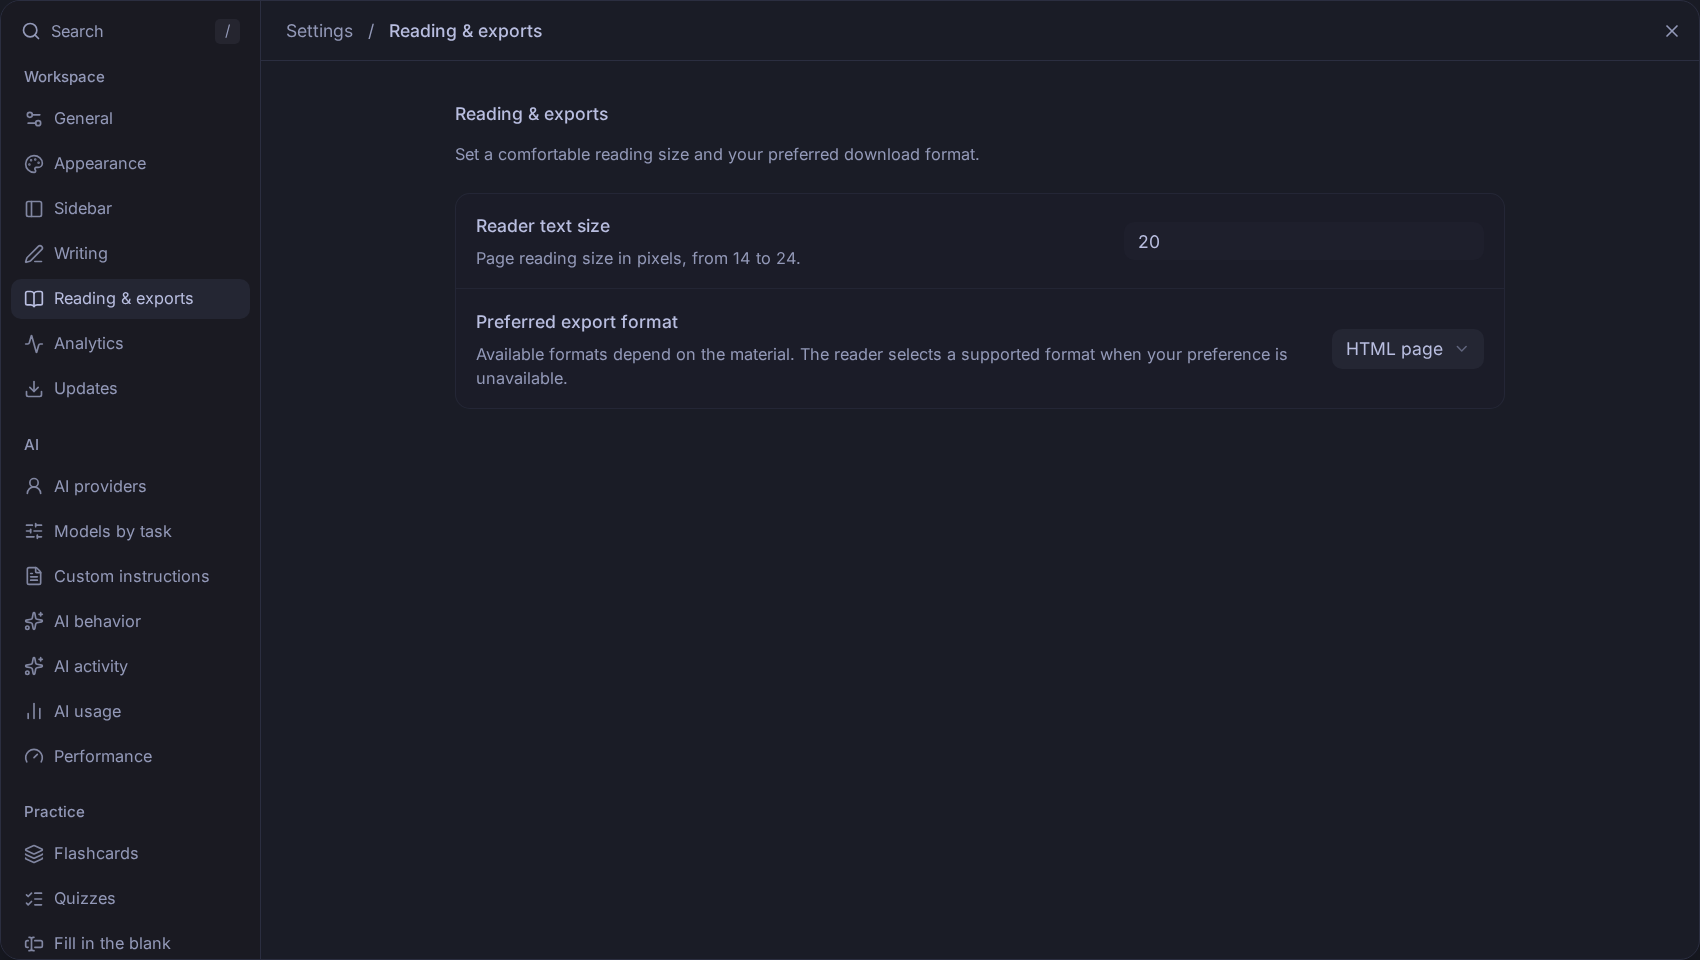 Search /
Workspace
General
Appearance
Sidebar
Writing
Reading & exports
Analytics
Updates
AI
AI providers
Models by task
Custom instructions
AI behavior
AI activity
AI usage
Performance
Practice
Flashcards
Quizzes
Fill in the blank
Settings / Reading & exports
Reading & exports
Set a comfortable reading size and your preferred download format.
Reader text size
Page reading size in pixels, from 14 to 24.
20
Preferred export format
Available formats depend on the material. The reader selects a supported format when your preference is
unavailable.
HTML page